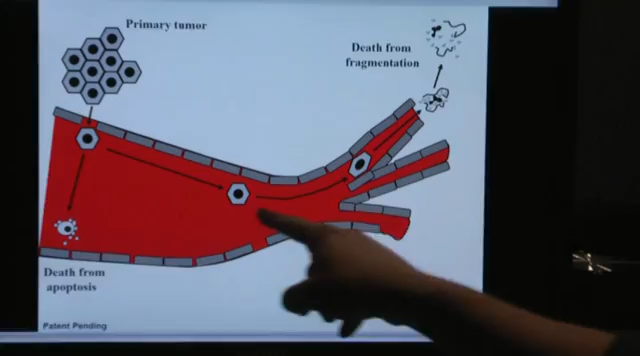 Primary tumor
Death from
fragmentation
Death from
apoptosis
Patent Pending